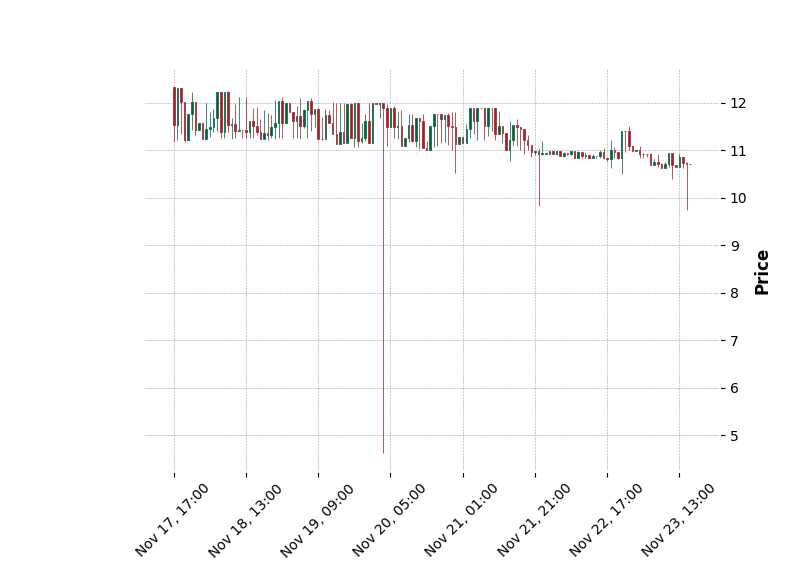 12
11
10
9
8
7
6
5
Price
Nov 17, 17:00
Nov 18, 13:00
Nov 19, 09:00
Nov 20, 05:00
Nov 21, 01:00
Nov 21, 21:00
Nov 22, 17:00
Nov 23, 13:00